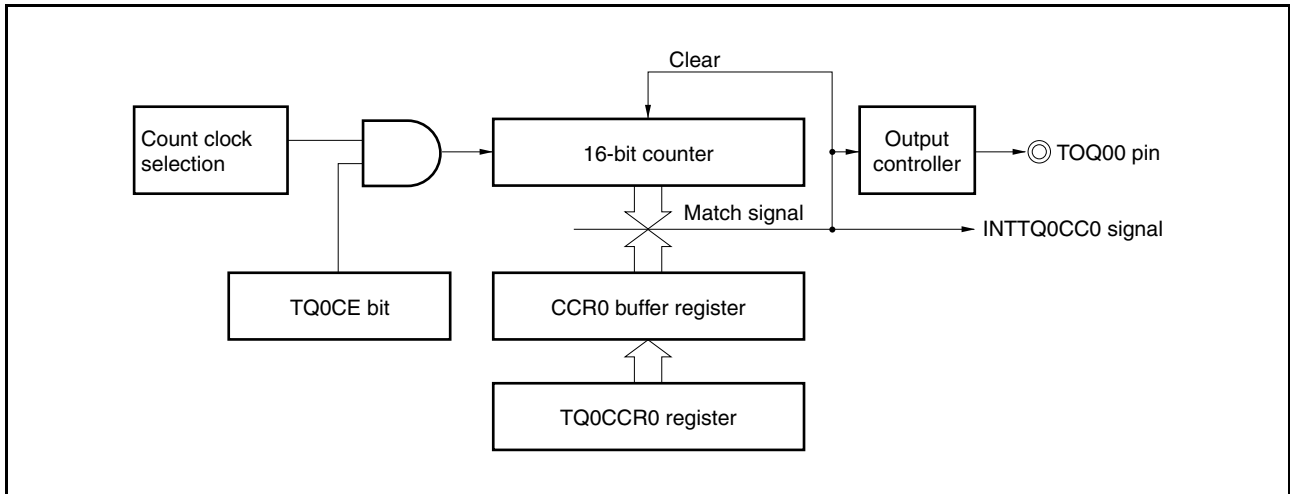 Clear
Count clock
selection
16-bit counter
Output
controller
TOQ00 pin
Match signal
INTTQ0CC0 signal
TQ0CE bit
CCR0 buffer register
TQ0CCR0 register